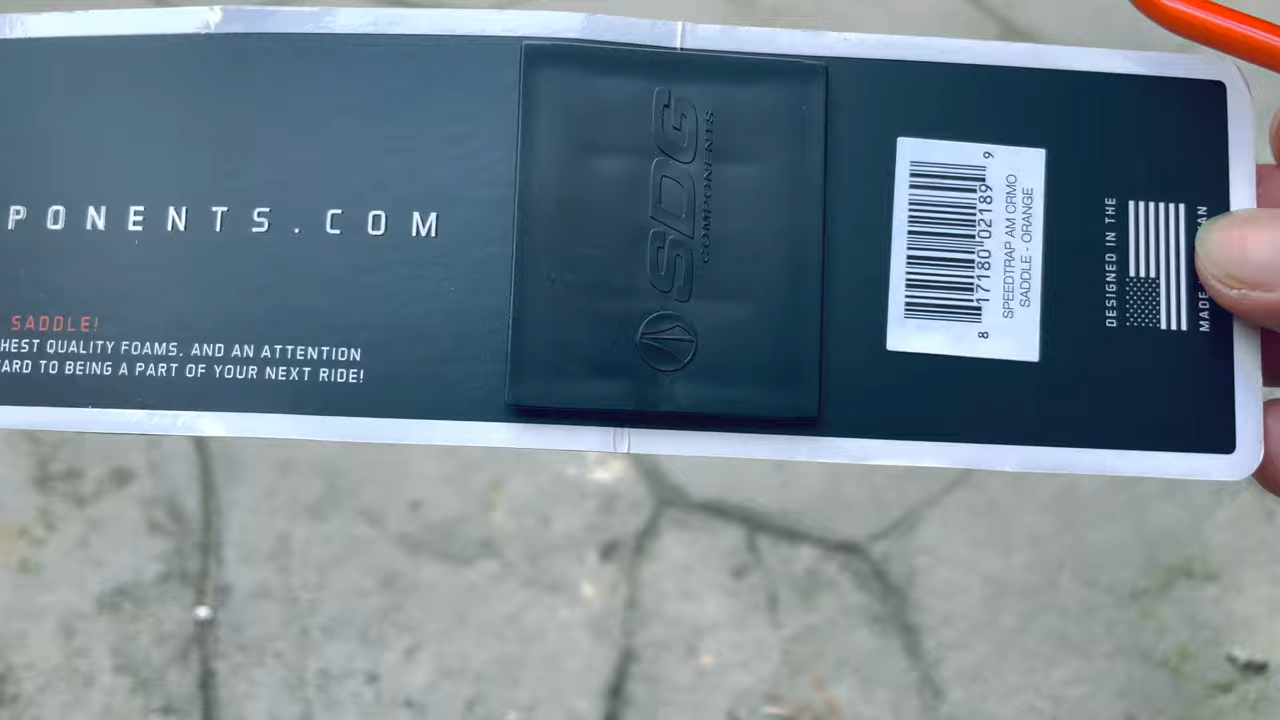 PONENTS.COM
SADDLE!
HEST QUALITY FOAMS, AND AN ATTENTION
ARD TO BEING A PART OF YOUR NEXT RIDE!
SDG
COMPONENTS
8 17180 02189 9
SPEEDTRAP AM CRMO
SADDLE - ORANGE
DESIGNED IN THE
MADE